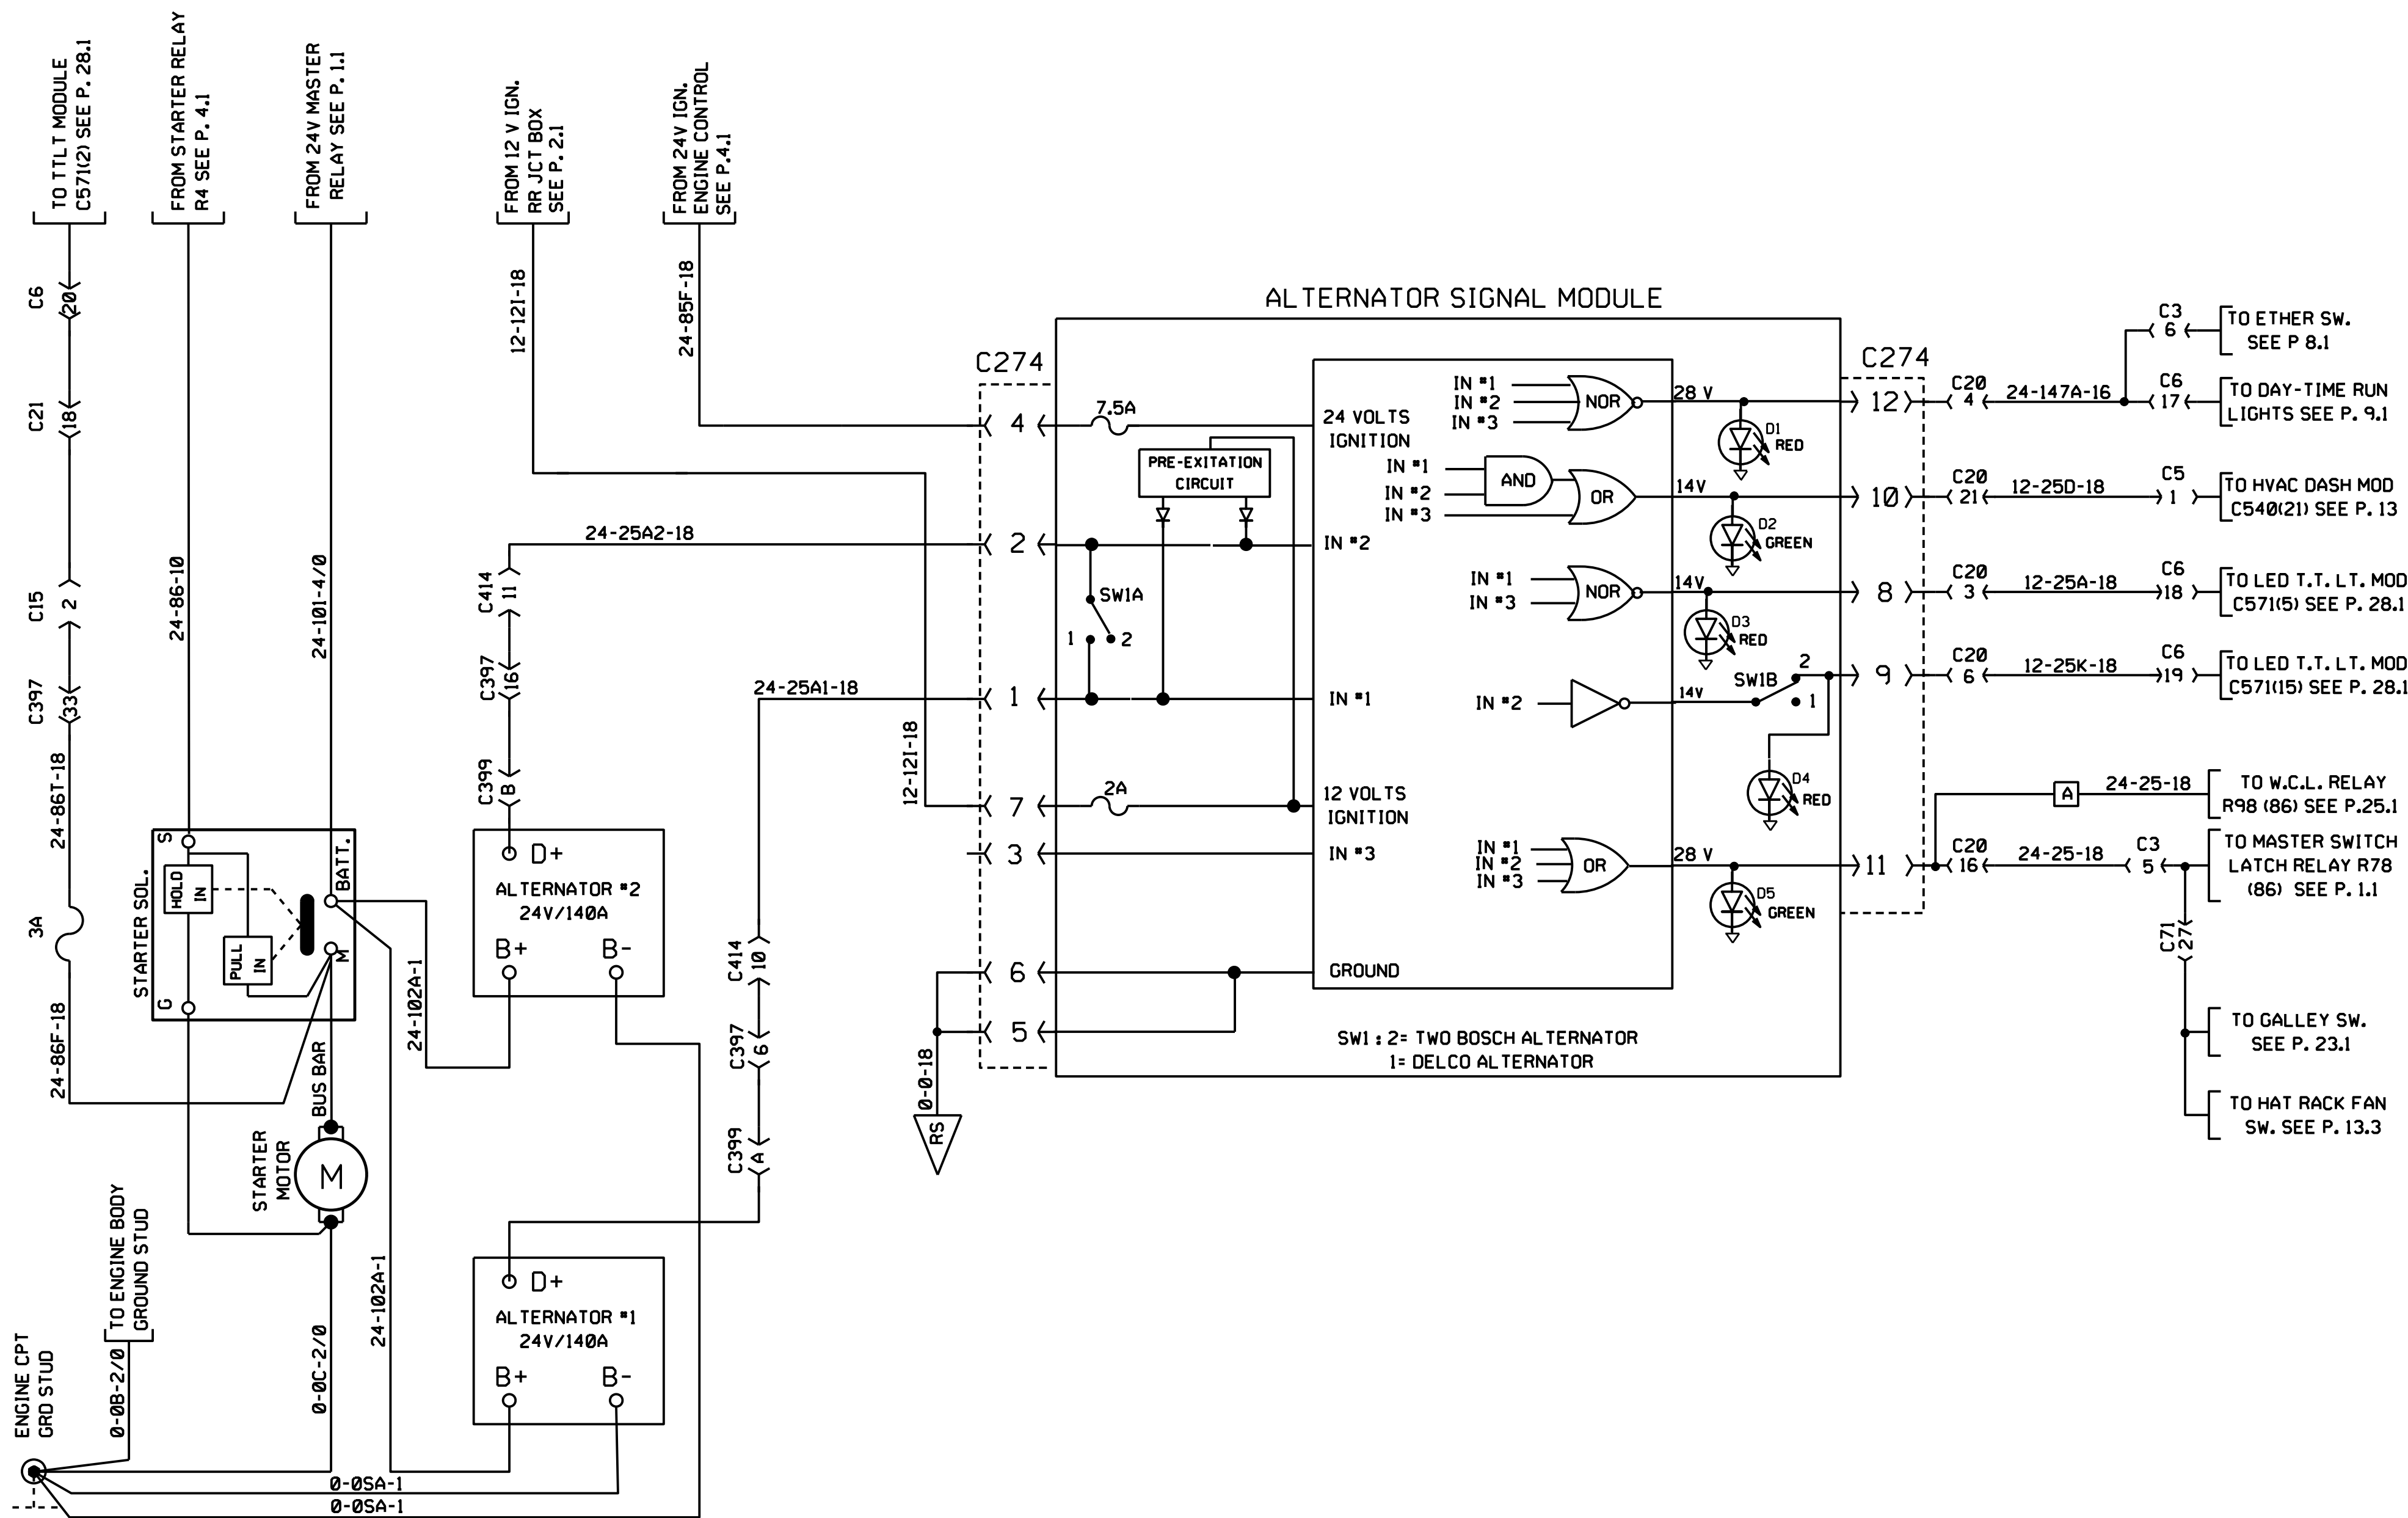 TO TTLT MODULE
C571(2) SEE P. 28.1
FROM STARTER RELAY
R4 SEE P. 4.1
FROM 24V MASTER
RELAY SEE P. 1.1
FROM 12 V IGN.
RR JCT BOX
SEE P. 2.1
FROM 24V IGN.
ENGINE CONTROL
SEE P.4.1
C6
20
C21
18
C15
2
C397
33
24-86T-18
3A
24-86F-18
24-86-10
24-101-4/0
12-12I-18
24-85F-18
STARTER SOL.
S
HOLD
IN
PULL
IN
G
BATT.
M
BUS BAR
STARTER
MOTOR
M
24-102A-1
24-102A-1
TO ENGINE BODY
GROUND STUD
ENGINE CPT
GRD STUD
0-0B-2/0
0-0C-2/0
0-0SA-1
0-0SA-1
24-25A2-18
C414
11
C397
16
C399
B
D+
ALTERNATOR #2
24V/140A
B+
B-
24-25A1-18
C414
10
C397
6
C399
A
D+
ALTERNATOR #1
24V/140A
B+
B-
12-12I-18
0-0-18
RS
ALTERNATOR SIGNAL MODULE
C274
4
2
1
7
3
6
5
7.5A
PRE-EXITATION
CIRCUIT
SW1A
1
2
2A
24 VOLTS
IGNITION
IN #2
IN #1
12 VOLTS
IGNITION
IN #3
GROUND
IN #1
IN #2
IN #3
NOR
28 V
D1
RED
IN #1
IN #2
IN #3
AND
OR
14V
D2
GREEN
IN #1
IN #3
NOR
14V
D3
RED
IN #2
14V
SW1B
2
1
D4
RED
IN #1
IN #2
IN #3
OR
28 V
D5
GREEN
SW1 : 2= TWO BOSCH ALTERNATOR
1= DELCO ALTERNATOR
C274
12
10
8
9
11
C20
4
24-147A-16
C3
6
TO ETHER SW.
SEE P 8.1
C6
17
TO DAY-TIME RUN
LIGHTS SEE P. 9.1
C20
21
12-25D-18
C5
1
TO HVAC DASH MOD
C540(21) SEE P. 13
C20
3
12-25A-18
C6
18
TO LED T.T. LT. MOD
C571(5) SEE P. 28.1
C20
6
12-25K-18
C6
19
TO LED T.T. LT. MOD
C571(15) SEE P. 28.1
A
24-25-18
TO W.C.L. RELAY
R98 (86) SEE P.25.1
C20
16
24-25-18
C3
5
TO MASTER SWITCH
LATCH RELAY R78
(86) SEE P. 1.1
C71
27
TO GALLEY SW.
SEE P. 23.1
TO HAT RACK FAN
SW. SEE P. 13.3